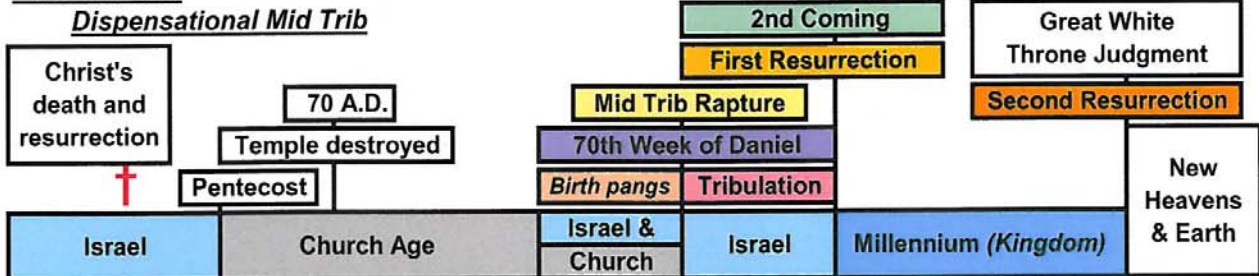 Dispensational Mid Trib
2nd Coming
First Resurrection
Great White
Throne Judgment
Second Resurrection
Christ's
death and
resurrection
70 A.D.
Temple destroyed
Pentecost
Mid Trib Rapture
70th Week of Daniel
Birth pangs
Tribulation
Israel
Church Age
Israel &
Church
Israel
Millennium (Kingdom)
New
Heavens
& Earth